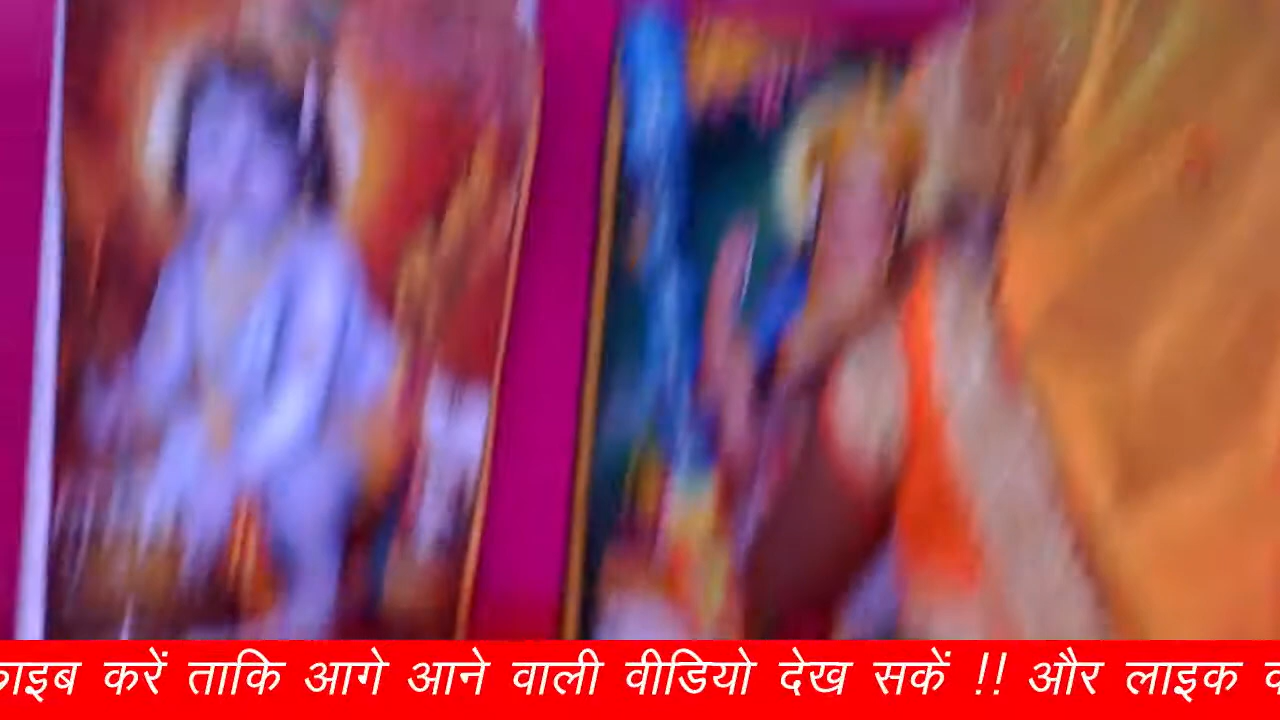 करें ताकि आगे आने वाली वीडियो देख सकें !! और लाइक